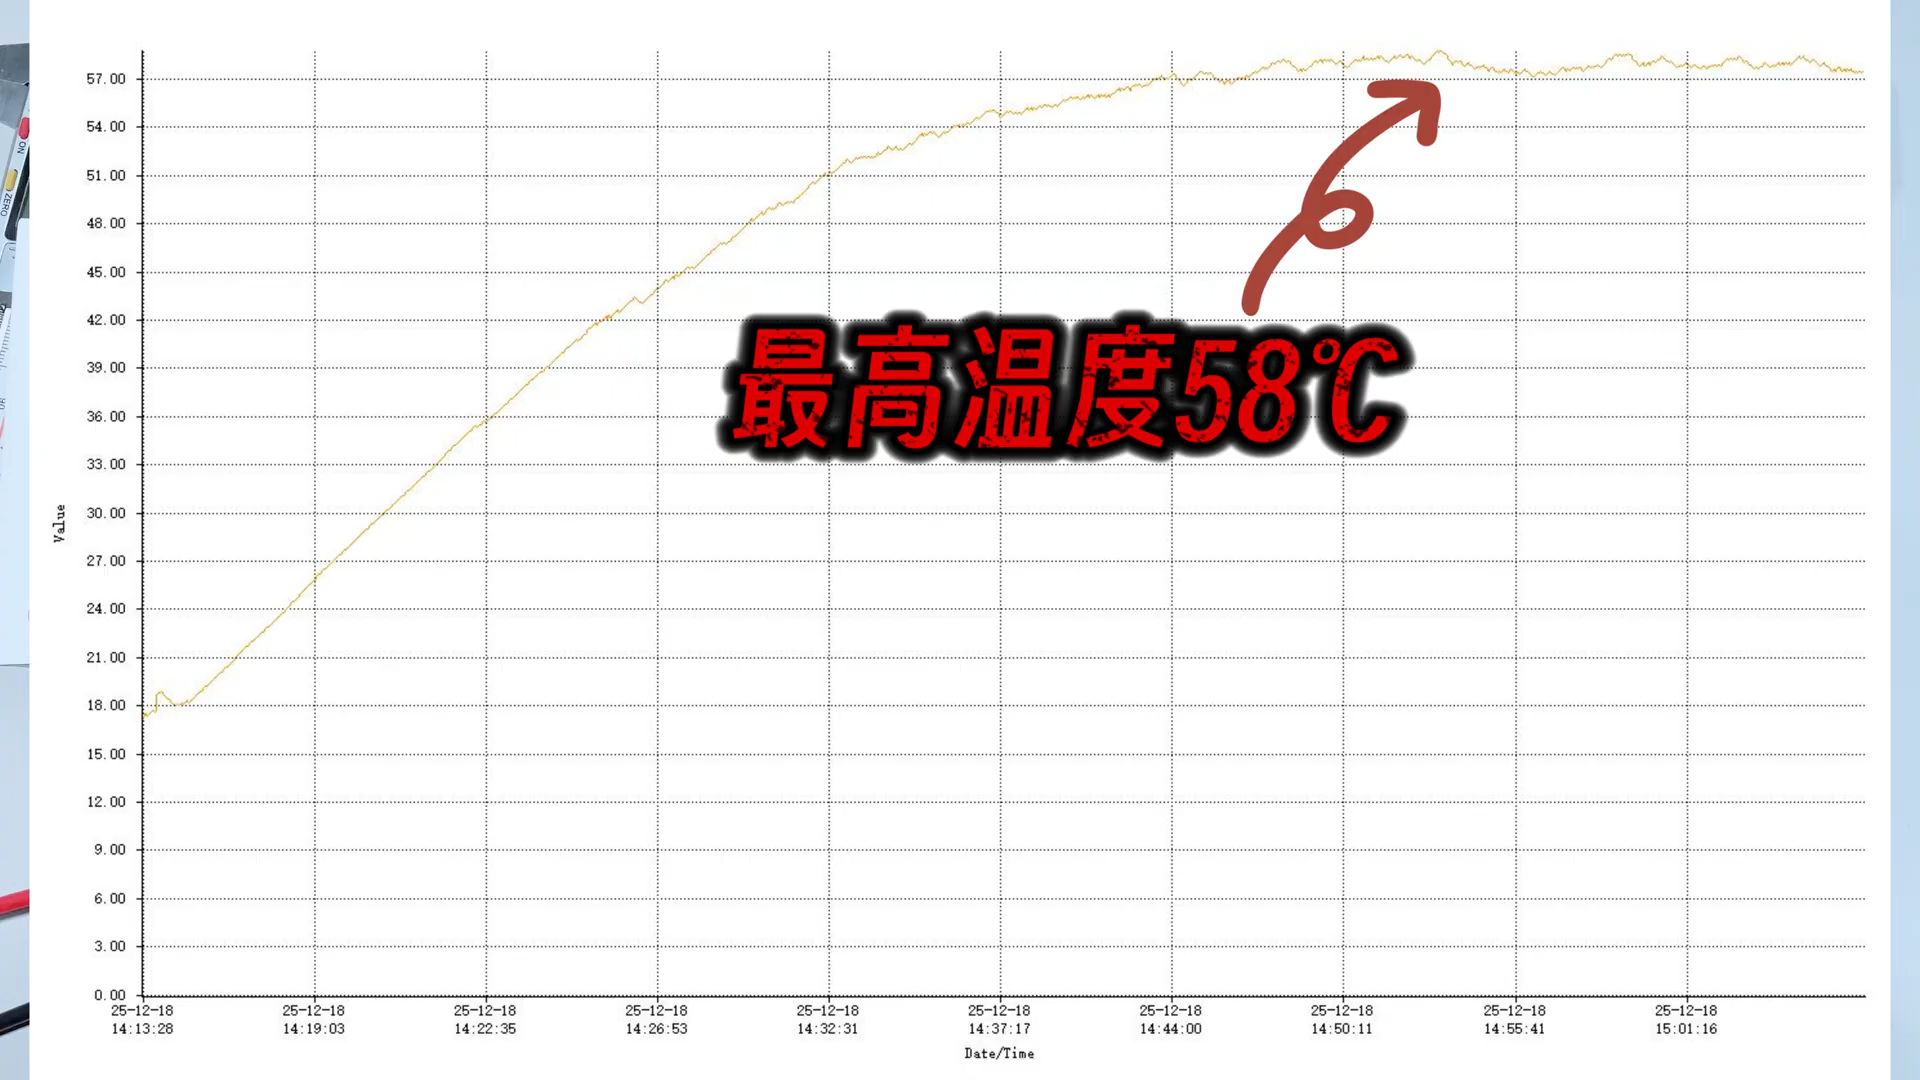 57.00
54.00
51.00
48.00
45.00
42.00
39.00
36.00
33.00
30.00
27.00
24.00
21.00
18.00
15.00
12.00
9.00
6.00
3.00
0.00
Value
最高温度58℃
25-12-18 25-12-18 25-12-18 25-12-18 25-12-18 25-12-18 25-12-18 25-12-18 25-12-18 25-12-18
14:13:28 14:19:03 14:22:35 14:26:53 14:32:31 14:37:17 14:44:00 14:50:11 14:55:41 15:01:16
Date/Time
ON
ZERO